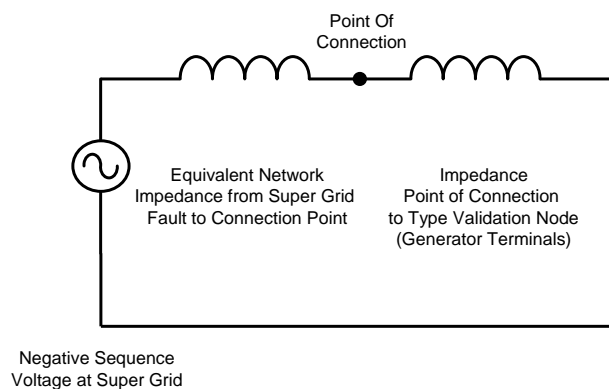 Point Of
Connection
Equivalent Network
Impedance from Super Grid
Fault to Connection Point
Impedance
Point of Connection
to Type Validation Node
(Generator Terminals)
Negative Sequence
Voltage at Super Grid